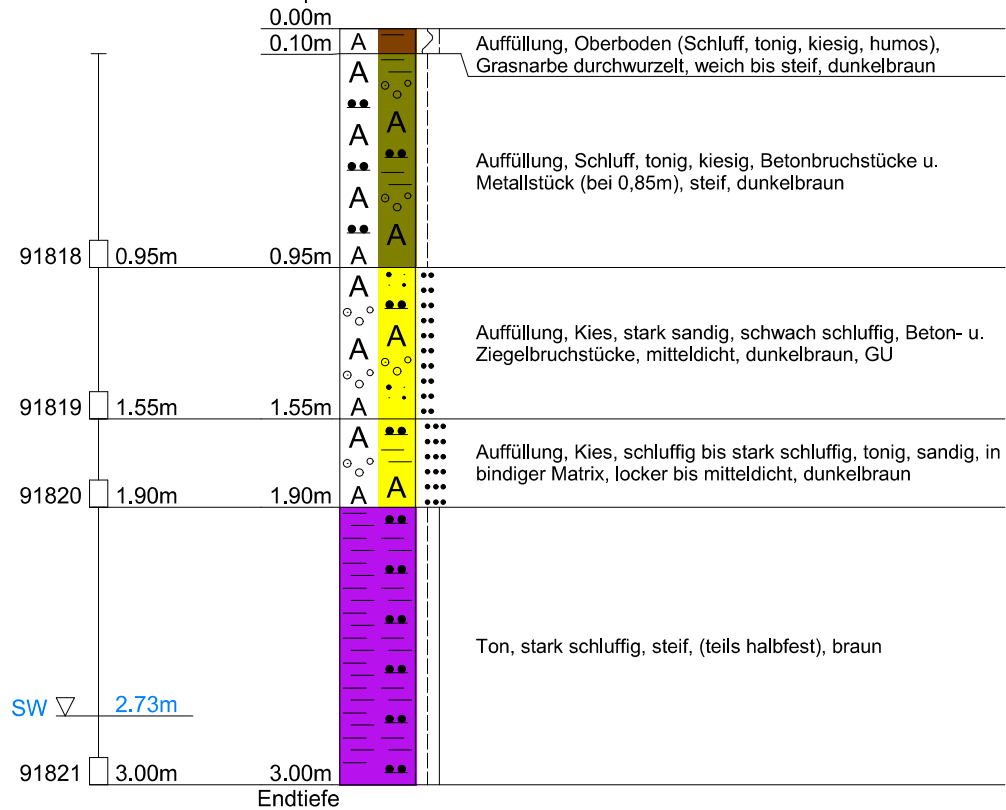 0.00m
0.10m A
Auffüllung, Oberboden (Schluff, tonig, kiesig, humos),
Grasnarbe durchwurzelt, weich bis steif, dunkelbraun
A
A
A
A
A
A
Auffüllung, Schluff, tonig, kiesig, Betonbruchstücke u.
Metallstück (bei 0,85m), steif, dunkelbraun
91818 0.95m 0.95m A
A
A
A
Auffüllung, Kies, stark sandig, schwach schluffig, Beton- u.
Ziegelbruchstücke, mitteldicht, dunkelbraun, GU
91819 1.55m 1.55m A
A
Auffüllung, Kies, schluffig bis stark schluffig, tonig, sandig, in
bindiger Matrix, locker bis mitteldicht, dunkelbraun
91820 1.90m 1.90m A A
Ton, stark schluffig, steif, (teils halbfest), braun
SW 2.73m
91821 3.00m 3.00m
Endtiefe